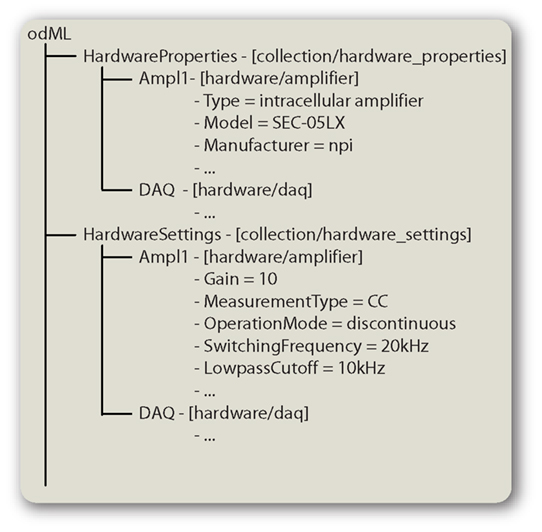 odML
HardwareProperties - [collection/hardware_properties]
Ampl1- [hardware/amplifier]
- Type = intracellular amplifier
- Model = SEC-05LX
- Manufacturer = npi
- ...
DAQ - [hardware/daq]
- ...
HardwareSettings - [collection/hardware_settings]
Ampl1 - [hardware/amplifier]
- Gain = 10
- MeasurementType = CC
- OperationMode = discontinuous
- SwitchingFrequency = 20kHz
- LowpassCutoff = 10kHz
- ...
DAQ - [hardware/daq]
- ...